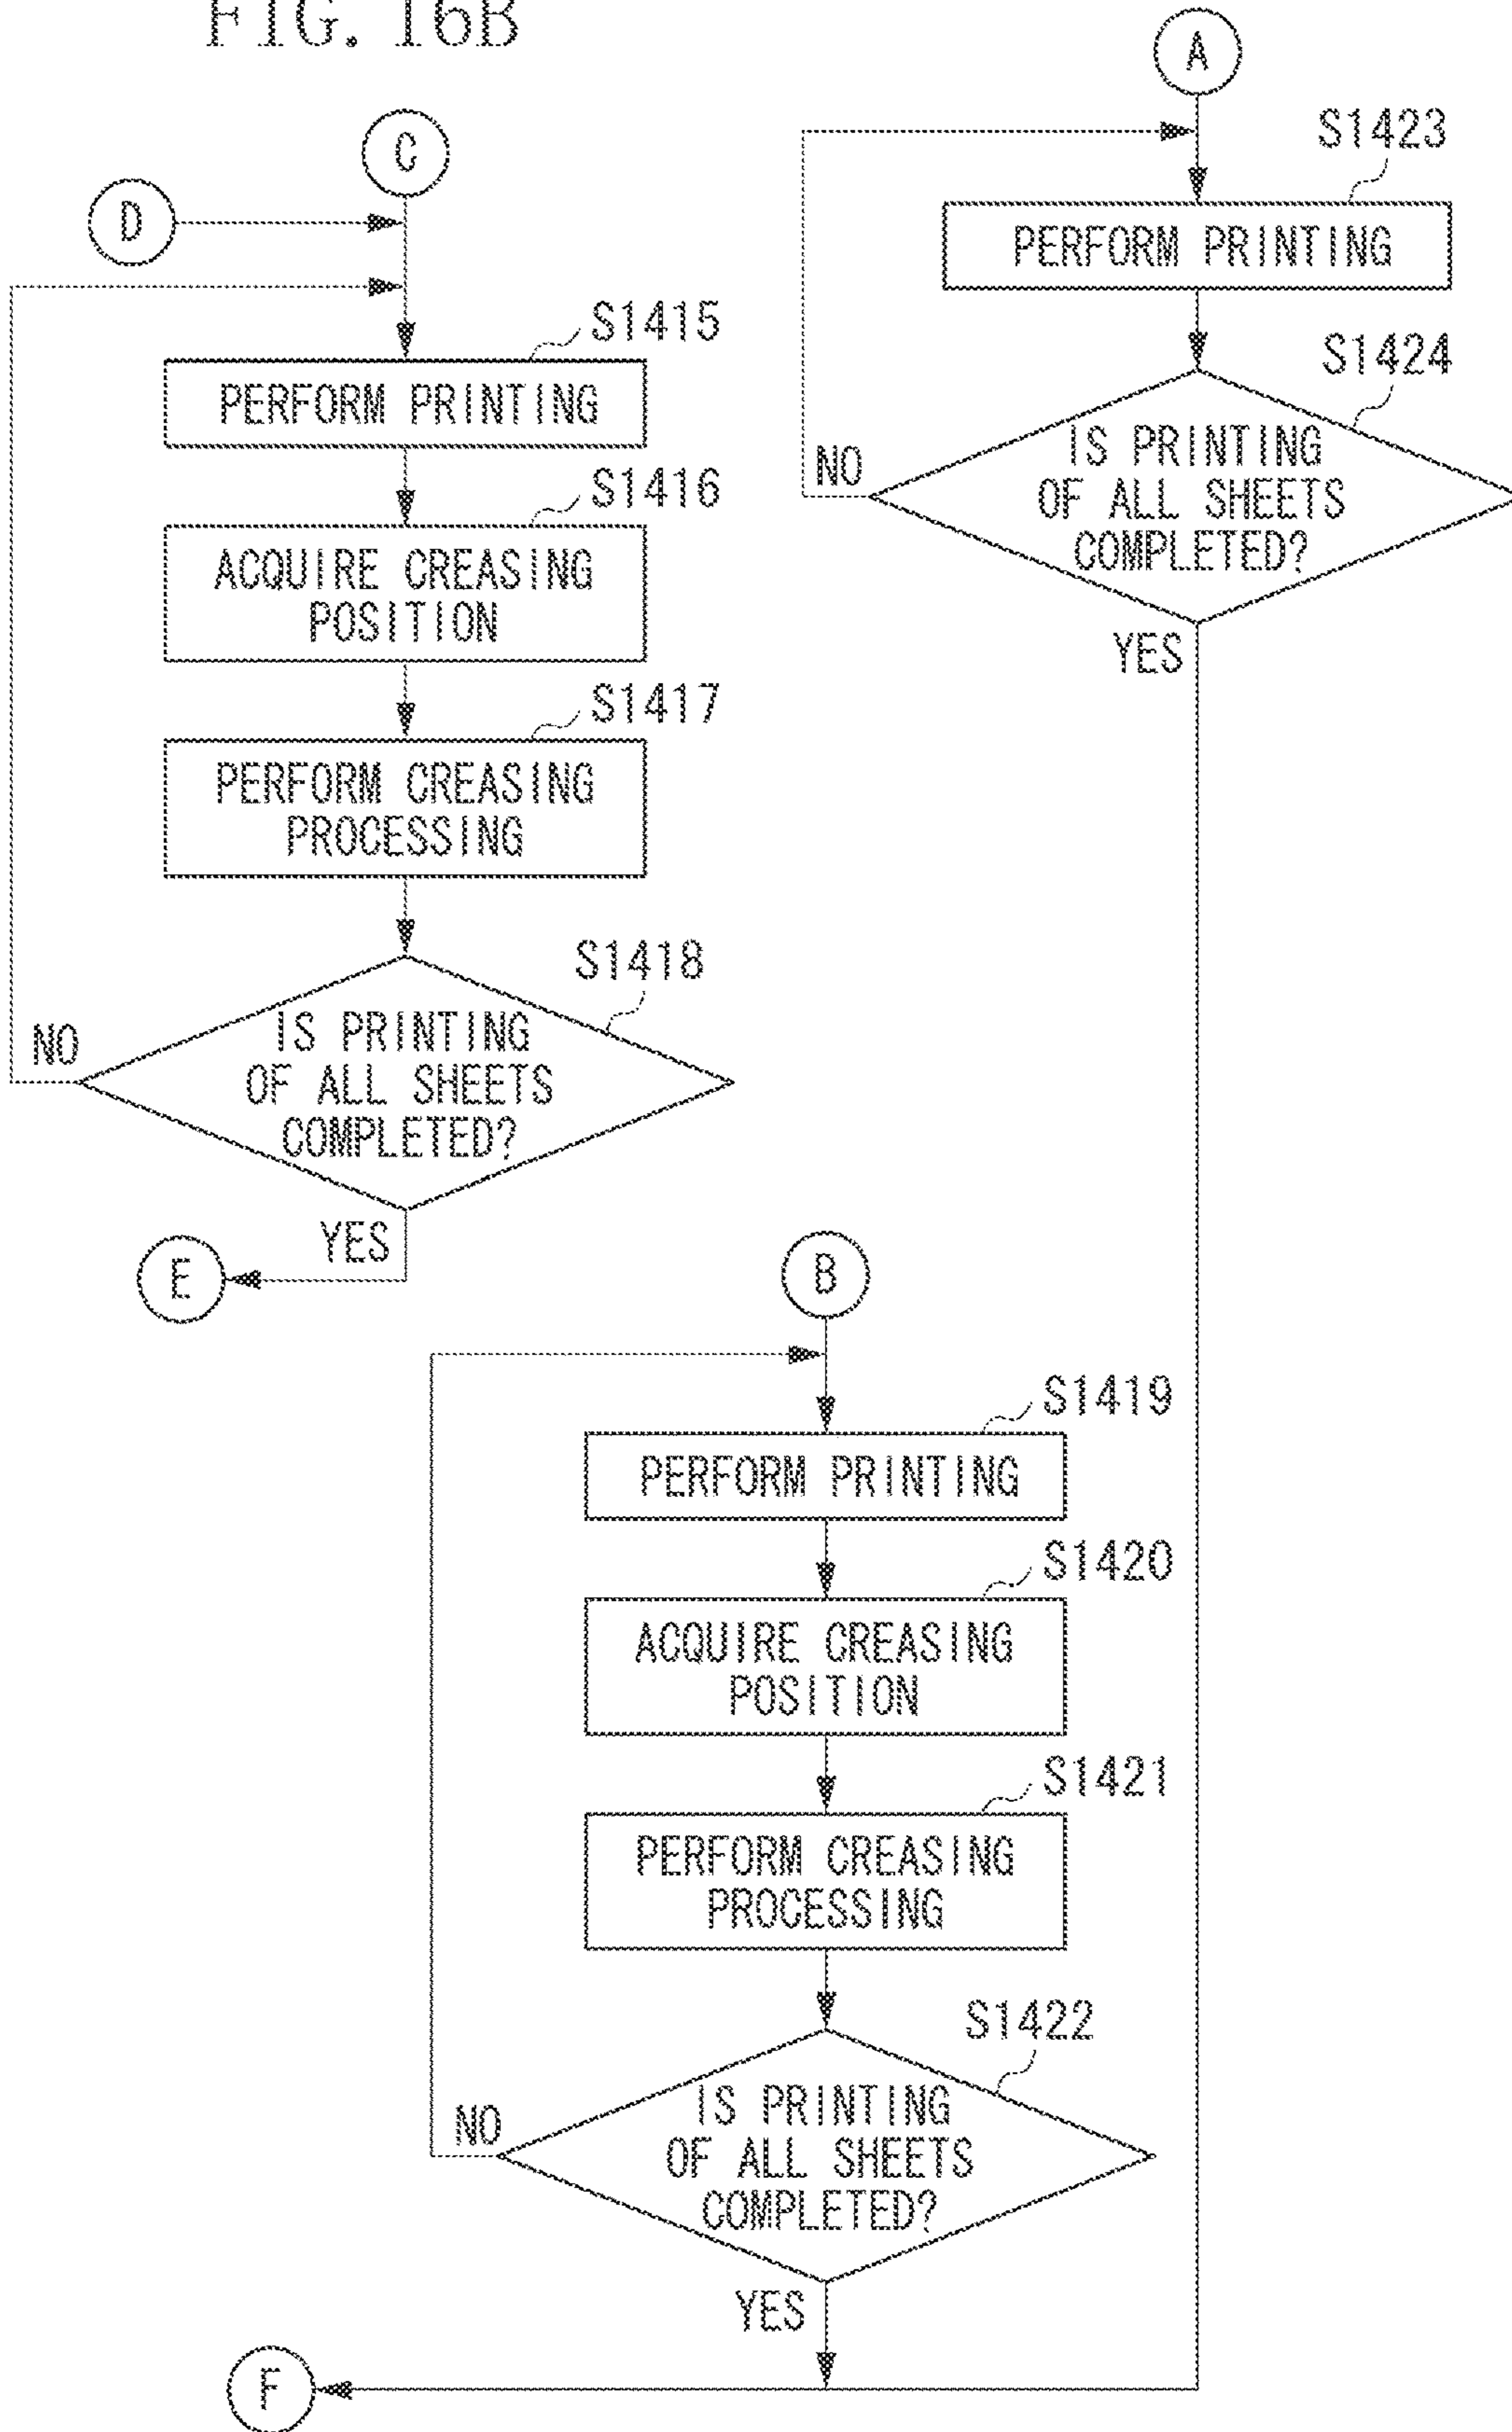 FIG. 16B
C
D
S1415
PERFORM PRINTING
S1416
ACQUIRE CREASING
POSITION
S1417
PERFORM CREASING
PROCESSING
S1418
NO
IS PRINTING
OF ALL SHEETS
COMPLETED?
YES
E
A
S1423
PERFORM PRINTING
S1424
NO
IS PRINTING
OF ALL SHEETS
COMPLETED?
YES
B
S1419
PERFORM PRINTING
S1420
ACQUIRE CREASING
POSITION
S1421
PERFORM CREASING
PROCESSING
S1422
NO
IS PRINTING
OF ALL SHEETS
COMPLETED?
YES
F